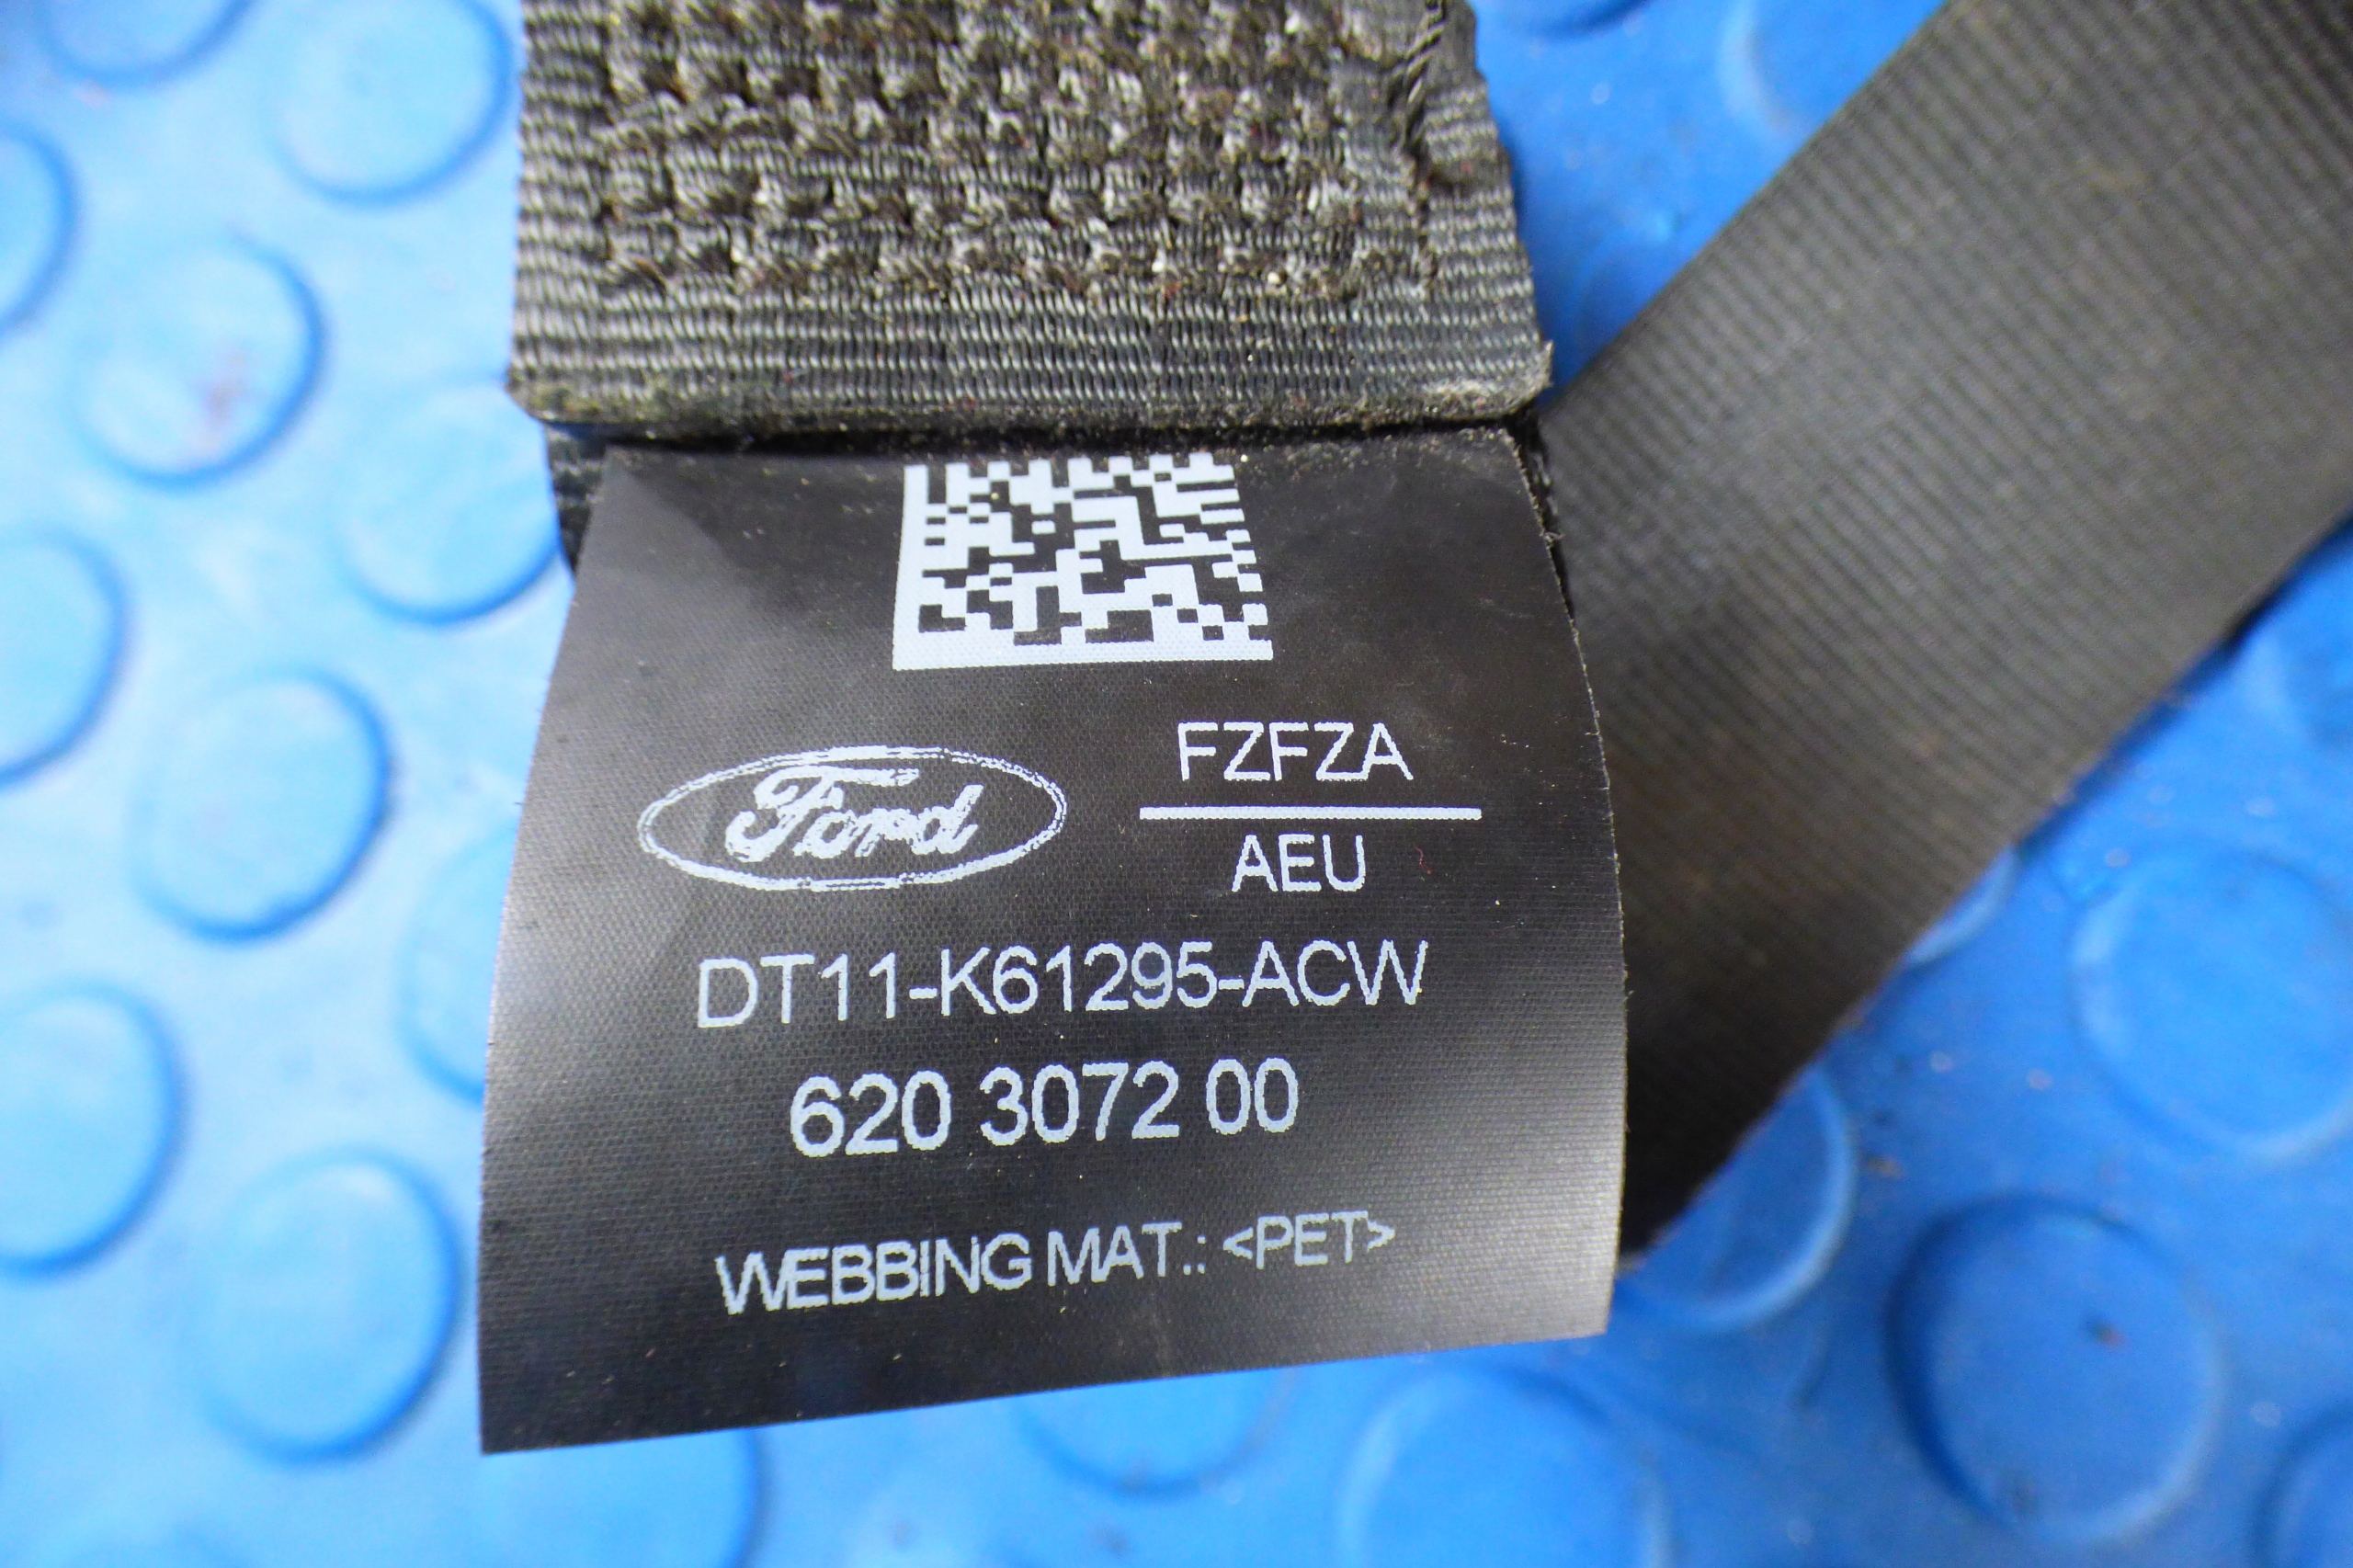 FZFZA
Ford
AEU
DT11-K61295-ACW
620 3072 00
WEBBING MAT.: <PET>